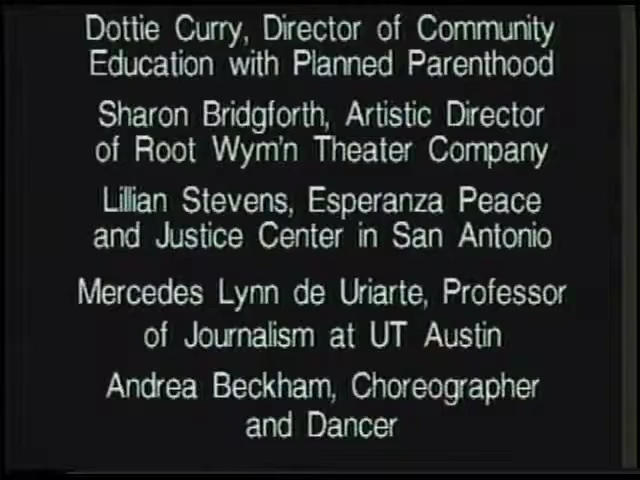 Dottie Curry, Director of Community
Education with Planned Parenthood
Sharon Bridgforth, Artistic Director
of Root Wym'n Theater Company
Lillian Stevens, Esperanza Peace
and Justice Center in San Antonio
Mercedes Lynn de Uriarte, Professor
of Journalism at UT Austin
Andrea Beckham, Choreographer
and Dancer